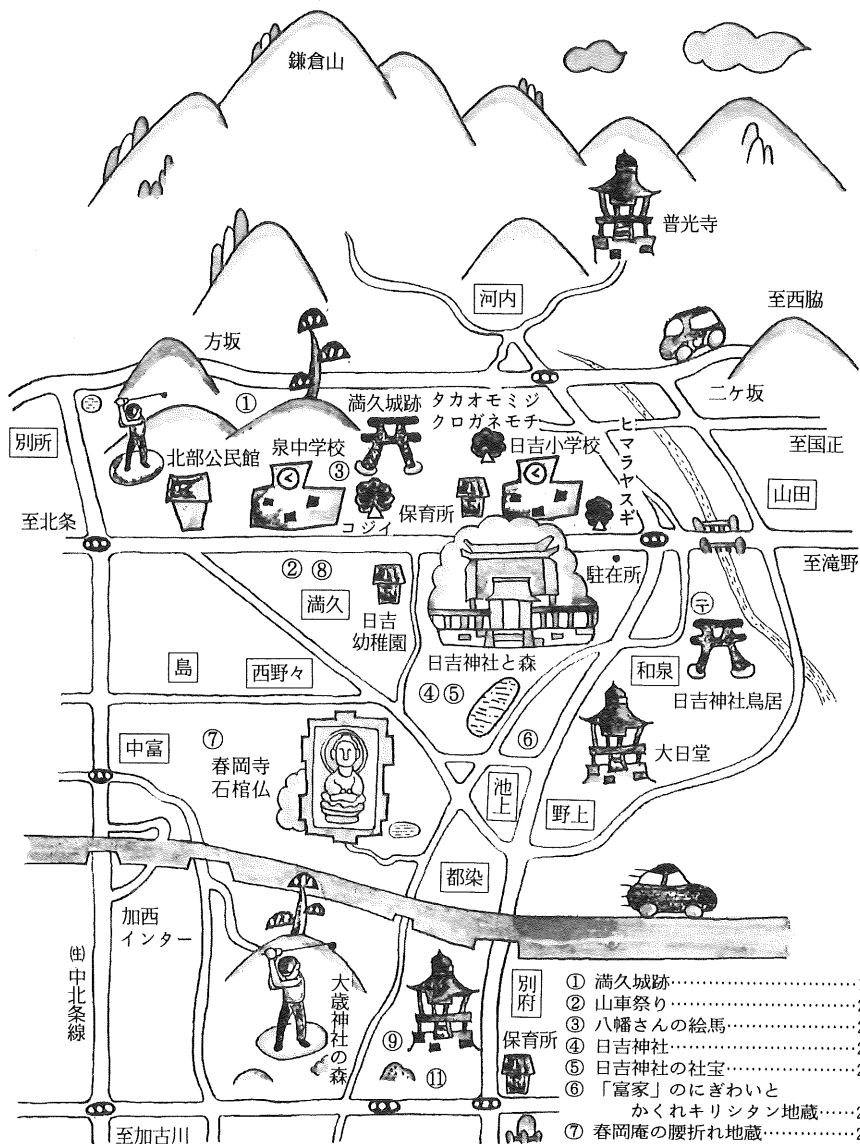 鎌倉山
普光寺
河内
至西脇
方坂
二ケ坂
①
満久城跡
タカオモミジ
クロガネモチ
ヒマラヤスギ
別所
北部公民館
泉中学校
③
日吉小学校
至国正
山田
至北条
コジイ
保育所
駐在所
至滝野
② ⑧
満久
日吉
幼稚園
日吉神社と森
〒
島
西野々
④ ⑤
和泉
日吉神社鳥居
中富
⑦
春岡寺
石棺仏
⑥
大日堂
池上
野上
都染
加西
インター
中北条線
大歳神社の森
別府
保育所
⑨
⑪
至加古川
① 満久城跡
② 山車祭り
③ 八幡さんの絵馬
④ 日吉神社
⑤ 日吉神社の社宝
⑥ 「富家」のにぎわいと
かくれキリシタン地蔵
⑦ 春岡庵の腰折れ地蔵